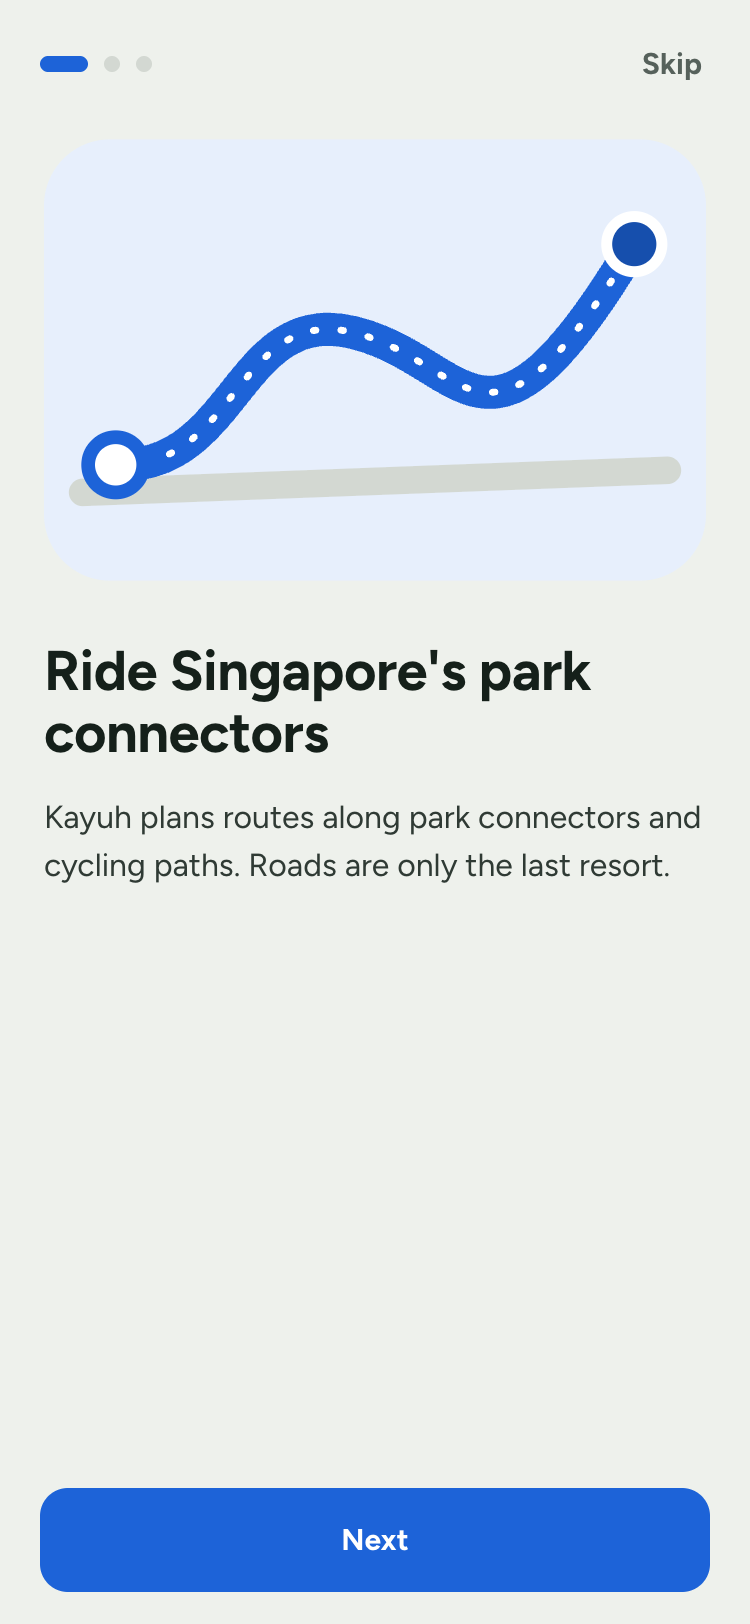 Skip
Ride Singapore's park
connectors
Kayuh plans routes along park connectors and
cycling paths. Roads are only the last resort.
Next